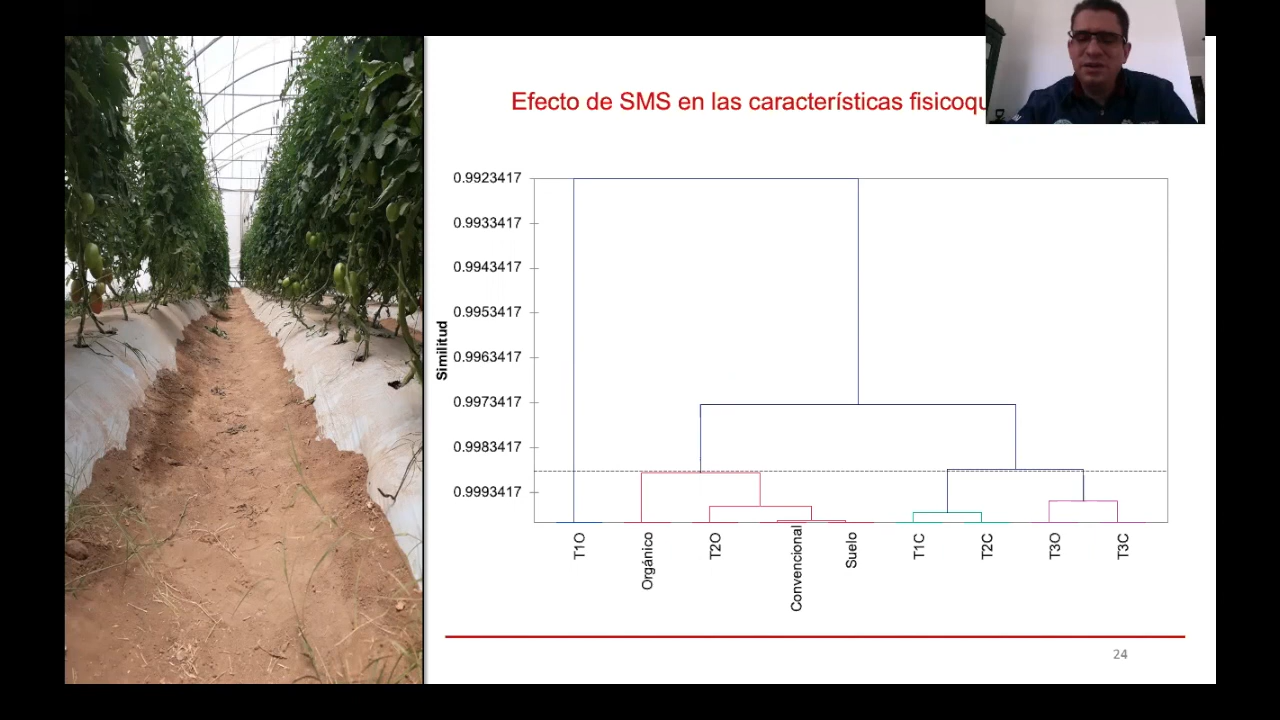 Efecto de SMS en las características fisicoqu
0.9923417
0.9933417
0.9943417
0.9953417
0.9963417
0.9973417
0.9983417
0.9993417
Similitud
T1O
Orgánico
T2O
Convencional
Suelo
T1C
T2C
T3O
T3C
24